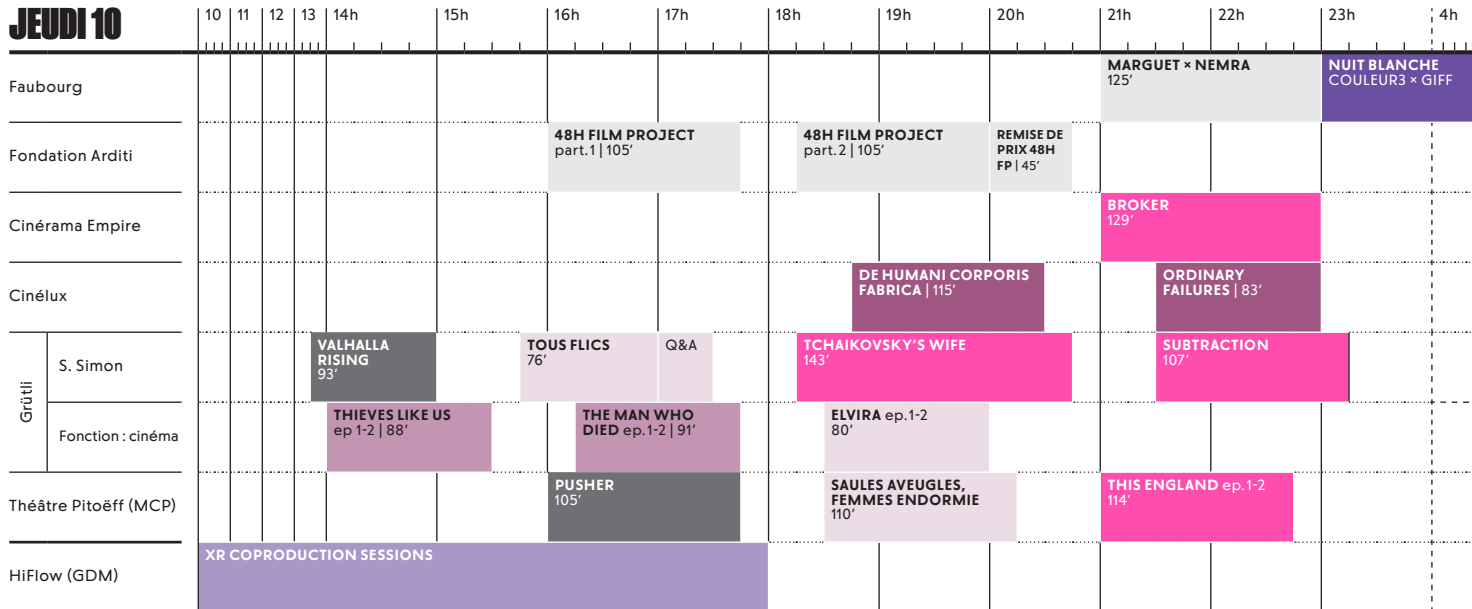 JEUDI 10
10 11 12 13 14h 15h 16h 17h 18h 19h 20h 21h 22h 23h 4h
Faubourg
MARGUET × NEMRA
125’
NUIT BLANCHE
COULEUR3 × GIFF
Fondation Arditi
48H FILM PROJECT
part.1 | 105’
48H FILM PROJECT
part.2 | 105’
REMISE DE
PRIX 48H
FP | 45’
Cinérama Empire
BROKER
129’
Cinélux
DE HUMANI CORPORIS
FABRICA | 115’
ORDINARY
FAILURES | 83’
Grütli
S. Simon
VALHALLA
RISING
93’
TOUS FLICS
76’
Q&A
TCHAIKOVSKY’S WIFE
143’
SUBTRACTION
107’
Fonction : cinéma
THIEVES LIKE US
ep 1-2 | 88’
THE MAN WHO
DIED ep.1-2 | 91’
ELVIRA ep.1-2
80’
Théâtre Pitoëff (MCP)
PUSHER
105’
SAULES AVEUGLES,
FEMMES ENDORMIE
110’
THIS ENGLAND ep.1-2
114’
HiFlow (GDM)
XR COPRODUCTION SESSIONS